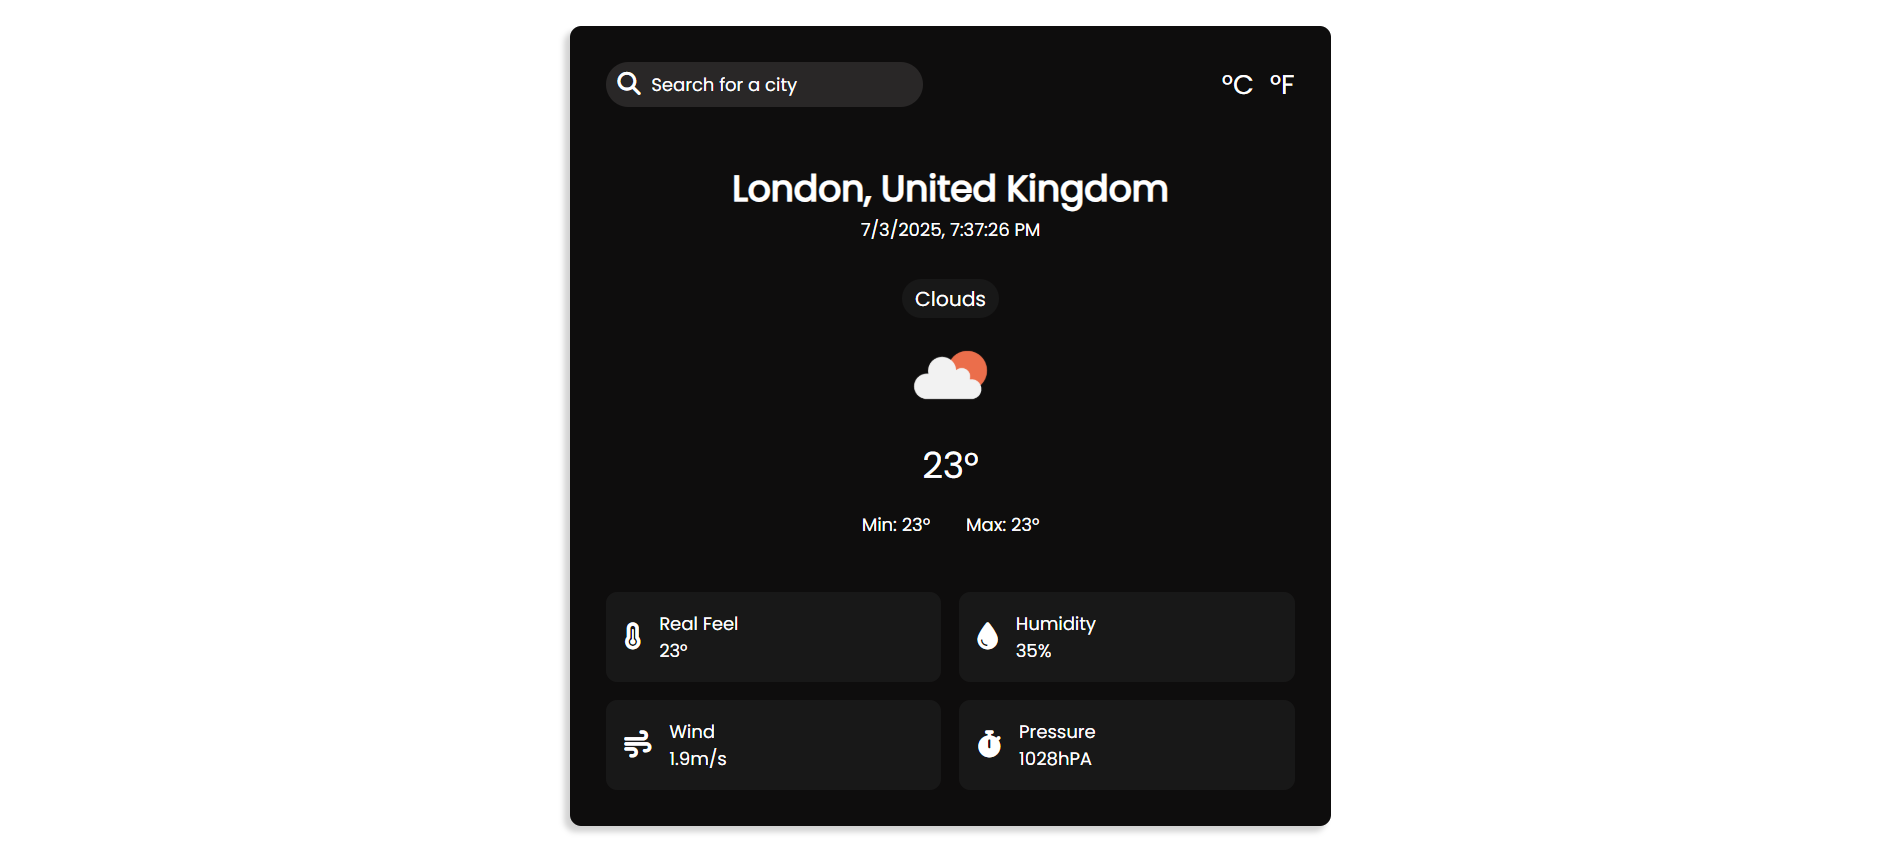 Search for a city
°C °F
London, United Kingdom
7/3/2025, 7:37:26 PM
Clouds
23°
Min: 23° Max: 23°
Real Feel
23°
Humidity
35%
Wind
1.9m/s
Pressure
1028hPA